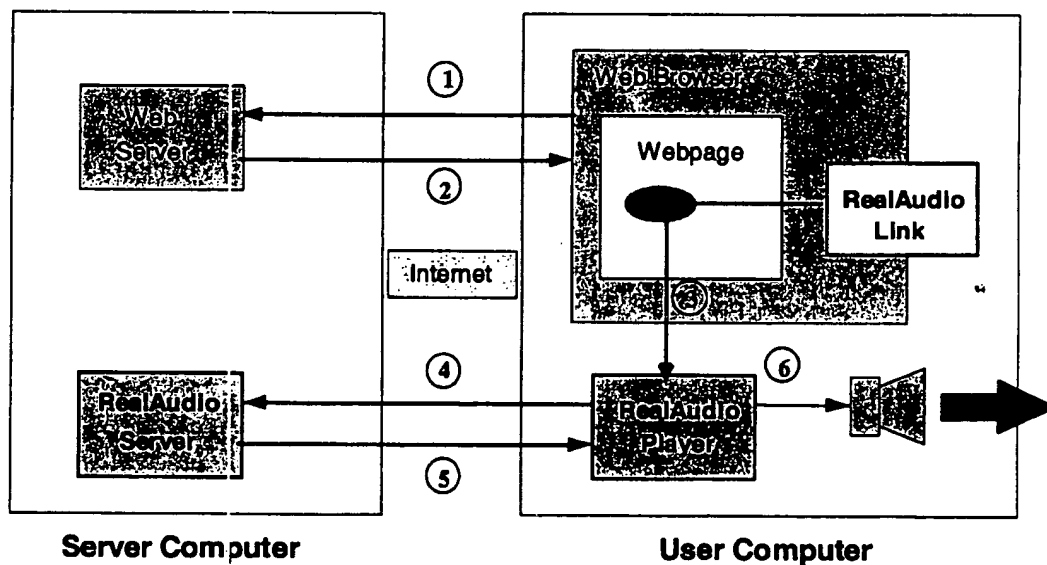 ①
Web Browser
Web
Server
Webpage
②
RealAudio
Link
Internet
③
④
⑥
RealAudio
Server
RealAudio
Player
⑤
Server Computer
User Computer